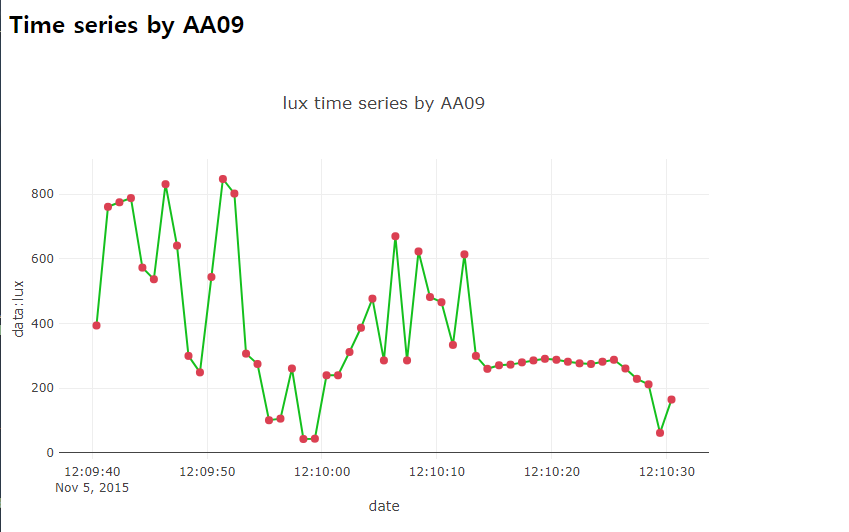 Time series by AA09
lux time series by AA09
800
600
400
200
0
data:lux
12:09:40
12:09:50
12:10:00
12:10:10
12:10:20
12:10:30
Nov 5, 2015
date